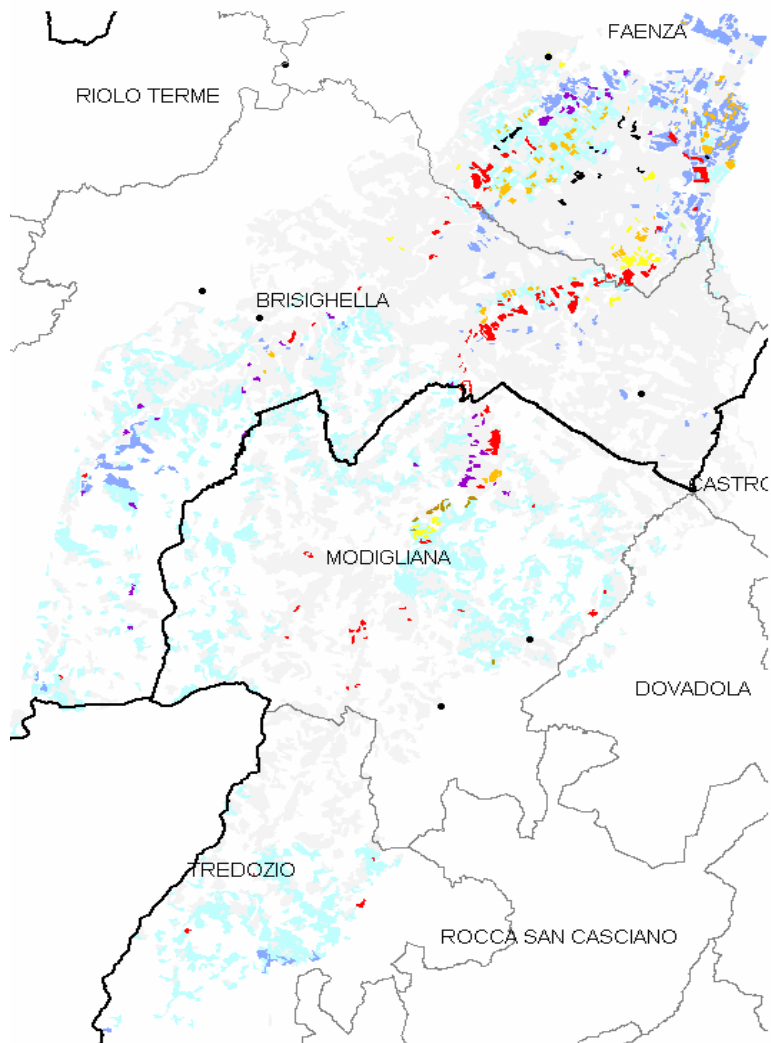 FAENZA
RIOLO TERME
BRISIGHELLA
CASTRO
MODIGLIANA
DOVADOLA
TREDOZIO
ROCCA SAN CASCIANO